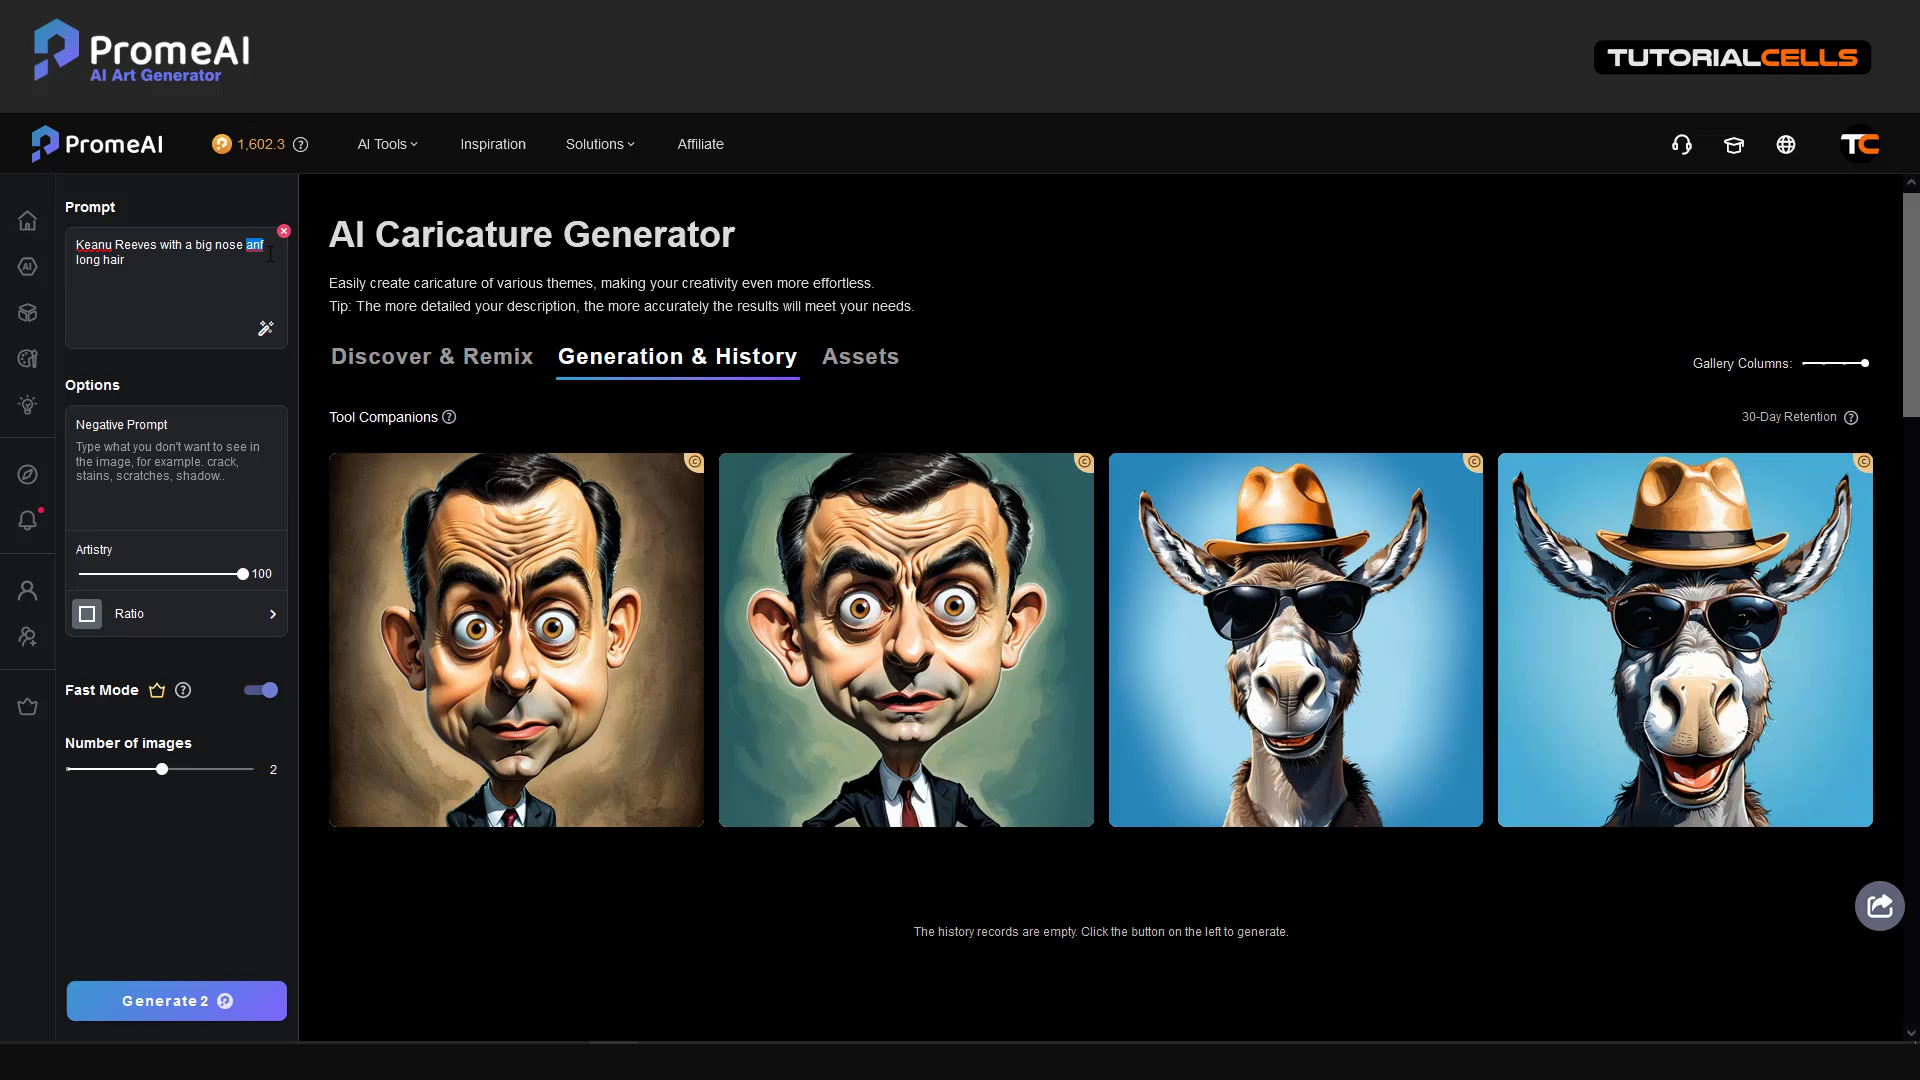 PromeAI
AI Art Generator
TUTORIALCELLS
PromeAI
1,602.3
AI Tools
Inspiration
Solutions
Affiliate
TC
Prompt
Keanu Reeves with a big nose anf
long hair
Options
Negative Prompt
Type what you don't want to see in
the image, for example. crack,
stains, scratches, shadow..
Artistry
100
Ratio
Fast Mode
Number of images
2
Generate 2
AI Caricature Generator
Easily create caricature of various themes, making your creativity even more effortless.
Tip: The more detailed your description, the more accurately the results will meet your needs.
Discover & Remix
Generation & History
Assets
Gallery Columns:
Tool Companions
30-Day Retention
The history records are empty. Click the button on the left to generate.